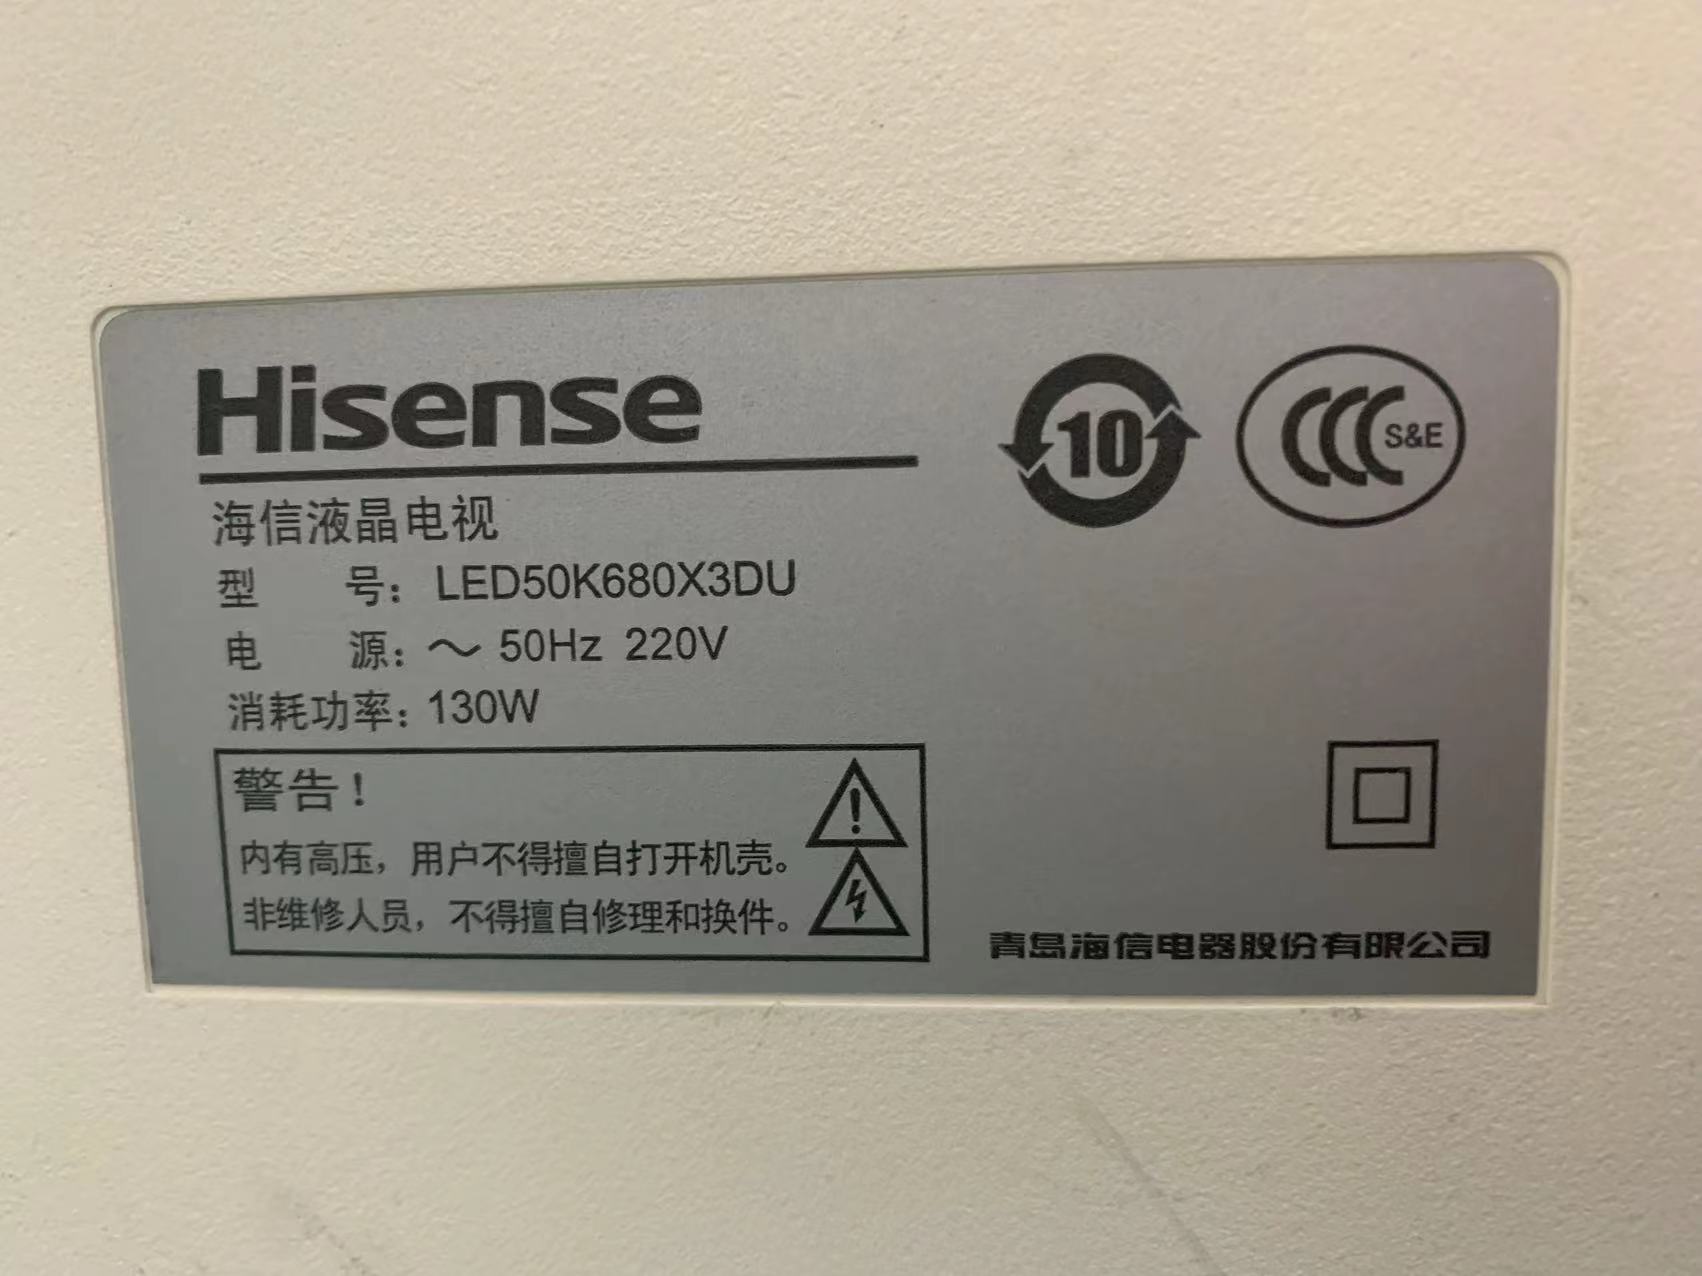 Hisense
海信液晶电视
型 号：LED50K680X3DU
电 源：～ 50Hz 220V
消耗功率：130W
警告！
内有高压，用户不得擅自打开机壳。
非维修人员，不得擅自修理和换件。
10
CCC S&E
青岛海信电器股份有限公司